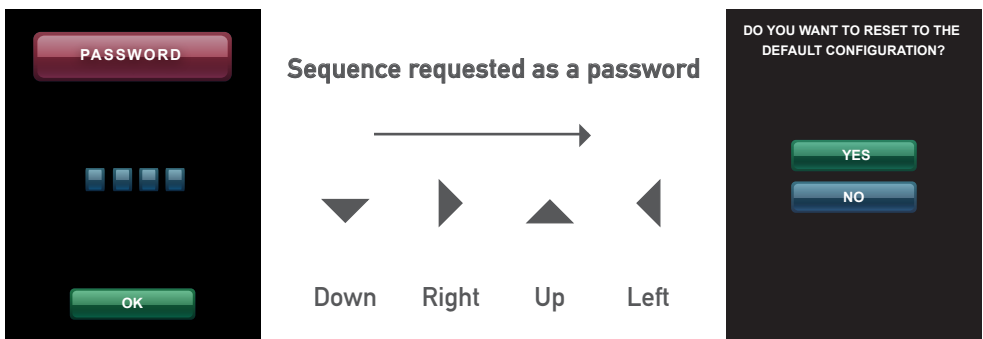 PASSWORD
OK
Sequence requested as a password
Down Right Up Left
DO YOU WANT TO RESET TO THE
DEFAULT CONFIGURATION?
YES
NO